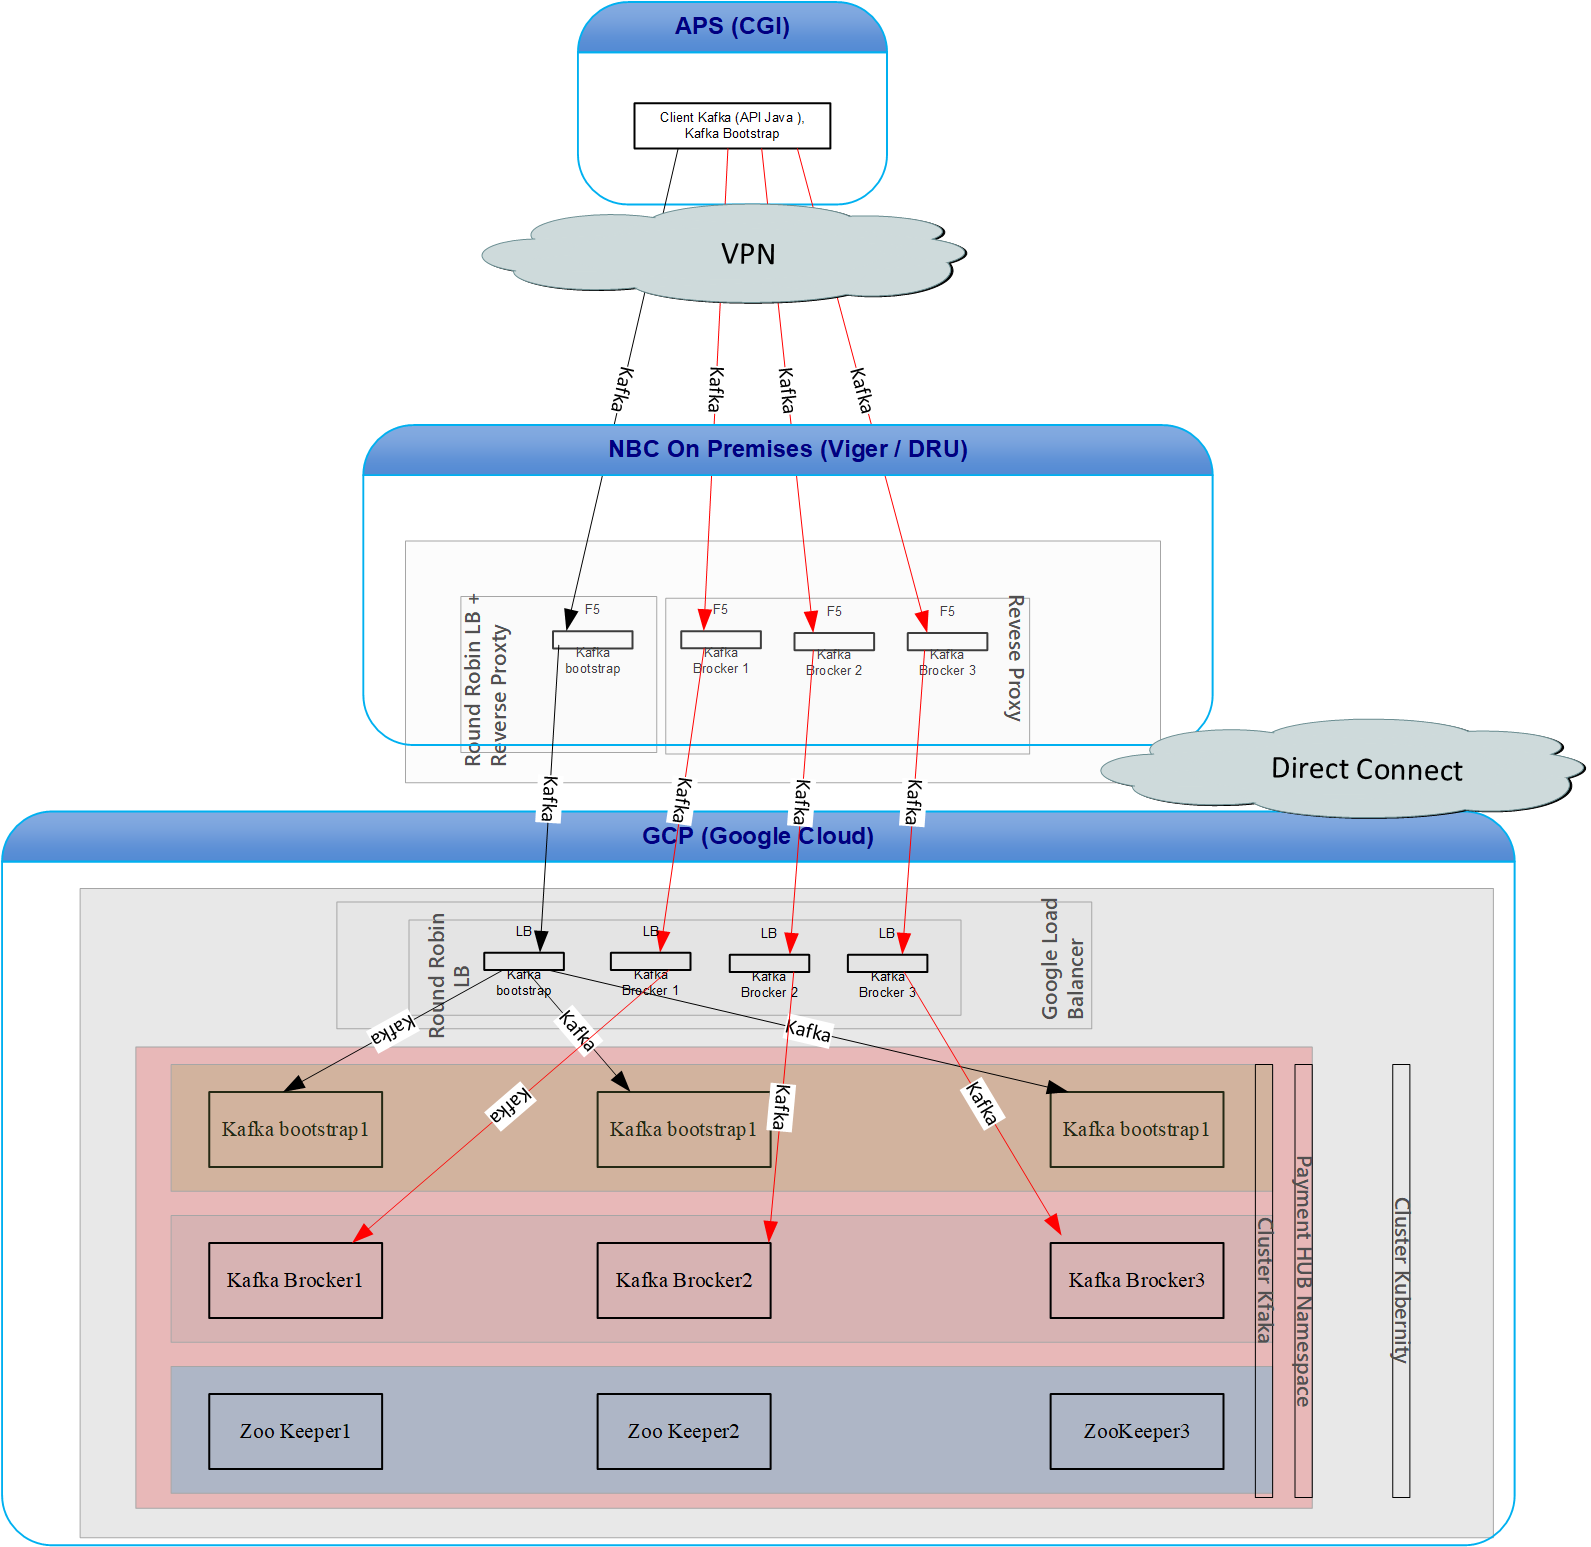 APS (CGI)
Client Kafka (API Java ),
Kafka Bootstrap
VPN
Kafka
Kafka
Kafka
Kafka
NBC On Premises (Viger / DRU)
Round Robin LB +
Reverse Proxty
F5
Kafka
bootstrap
F5
Kafka
Brocker 1
F5
Kafka
Brocker 2
F5
Kafka
Brocker 3
Revese Proxy
Direct Connect
Kafka
Kafka
Kafka
Kafka
GCP (Google Cloud)
Round Robin
LB
LB
Kafka
bootstrap
LB
Kafka
Brocker 1
LB
Kafka
Brocker 2
LB
Kafka
Brocker 3
Google Load
Balancer
Kafka
Kafka
Kafka
Kafka
Kafka
Kafka
Kafka bootstrap1
Kafka bootstrap1
Kafka bootstrap1
Kafka Brocker1
Kafka Brocker2
Kafka Brocker3
Zoo Keeper1
Zoo Keeper2
ZooKeeper3
Cluster Kfaka
Payment HUB Namespace
Cluster Kubernity